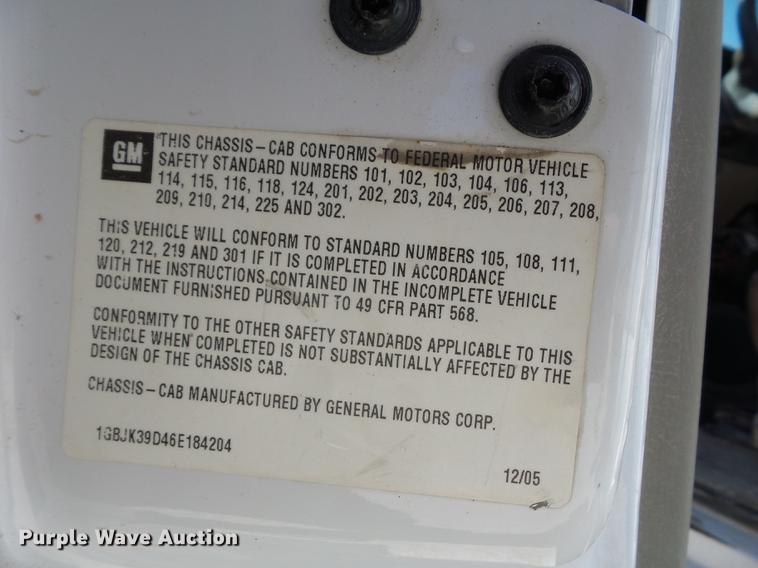 GM
THIS CHASSIS-CAB CONFORMS TO FEDERAL MOTOR VEHICLE
SAFETY STANDARD NUMBERS 101, 102, 103, 104, 106, 113,
114, 115, 116, 118, 124, 201, 202, 203, 204, 205, 206, 207, 208,
209, 210, 214, 225 AND 302.
THIS VEHICLE WILL CONFORM TO STANDARD NUMBERS 105, 108, 111,
120, 212, 219 AND 301 IF IT IS COMPLETED IN ACCORDANCE
WITH THE INSTRUCTIONS CONTAINED IN THE INCOMPLETE VEHICLE
DOCUMENT FURNISHED PURSUANT TO 49 CFR PART 568.
CONFORMITY TO THE OTHER SAFETY STANDARDS APPLICABLE TO THIS
VEHICLE WHEN COMPLETED IS NOT SUBSTANTIALLY AFFECTED BY THE
DESIGN OF THE CHASSIS CAB.
CHASSIS-CAB MANUFACTURED BY GENERAL MOTORS CORP.
1GBJK39D46E184204
12/05
Purple Wave Auction